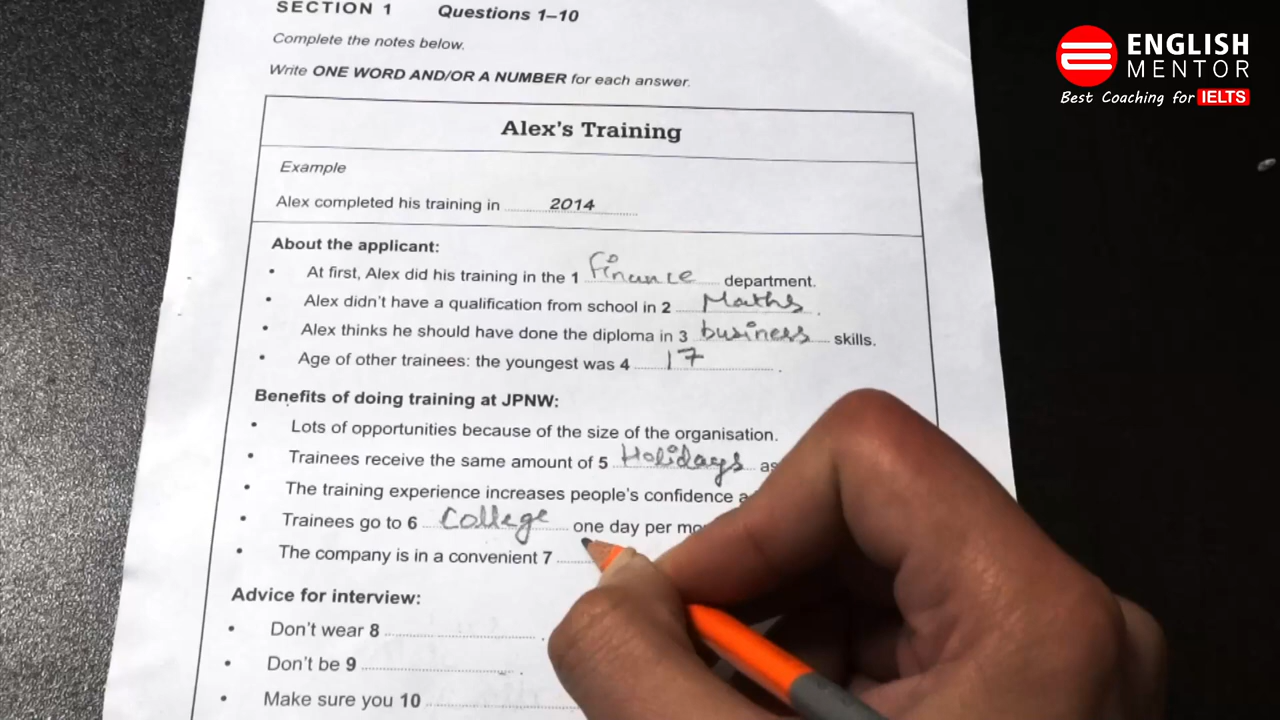 SECTION 1 Questions 1–10
Complete the notes below.
Write ONE WORD AND/OR A NUMBER for each answer.
Alex's Training
Example
Alex completed his training in 2014
About the applicant:
• At first, Alex did his training in the 1 finance department.
• Alex didn't have a qualification from school in 2 Maths .
• Alex thinks he should have done the diploma in 3 business skills.
• Age of other trainees: the youngest was 4 17 .
Benefits of doing training at JPNW:
• Lots of opportunities because of the size of the organisation.
• Trainees receive the same amount of 5 Holidays as
• The training experience increases people's confidence a
• Trainees go to 6 College one day per
• The company is in a convenient 7
Advice for interview:
• Don't wear 8 .
• Don't be 9 .
• Make sure you 10
ENGLISH
MENTOR
Best Coaching for IELTS